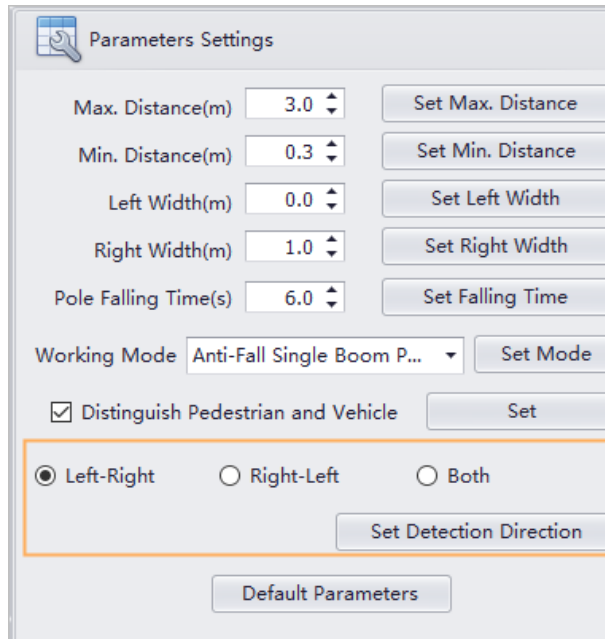 Parameters Settings
Max. Distance(m) 3.0 Set Max. Distance
Min. Distance(m) 0.3 Set Min. Distance
Left Width(m) 0.0 Set Left Width
Right Width(m) 1.0 Set Right Width
Pole Falling Time(s) 6.0 Set Falling Time
Working Mode Anti-Fall Single Boom P... Set Mode
Distinguish Pedestrian and Vehicle Set
Left-Right Right-Left Both
Set Detection Direction
Default Parameters